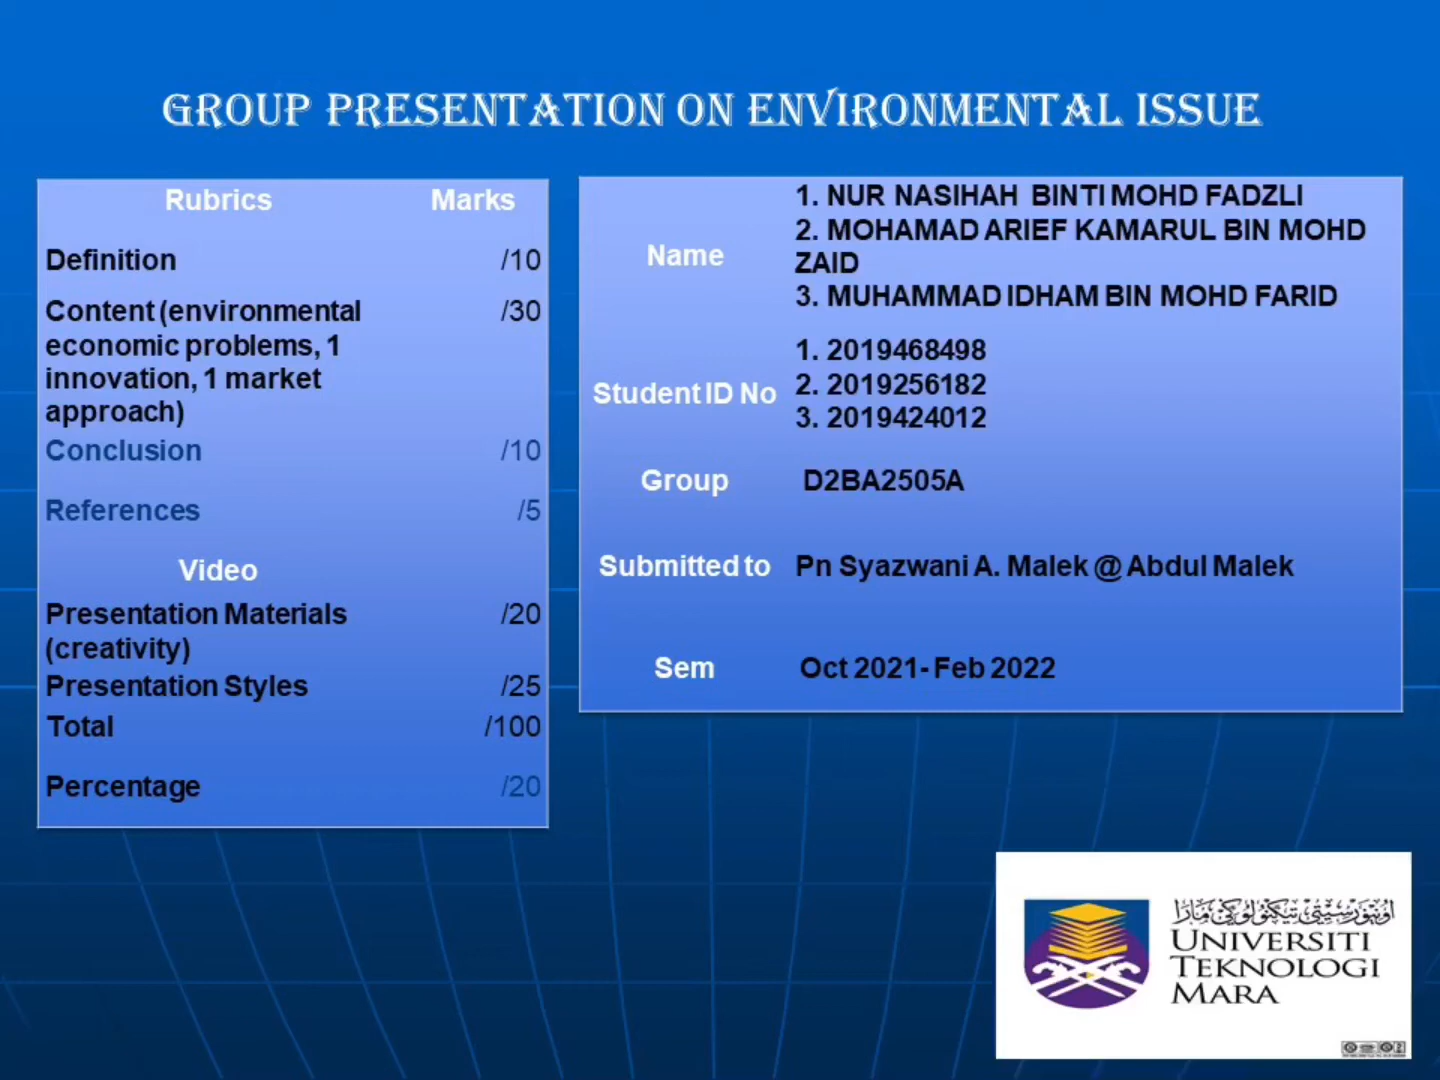 GROUP PRESENTATION ON ENVIRONMENTAL ISSUE
Rubrics Marks
Definition /10
Content (environmental /30
economic problems, 1
innovation, 1 market
approach)
Conclusion /10
References /5
Video
Presentation Materials /20
(creativity)
Presentation Styles /25
Total /100
Percentage /20
Name
1. NUR NASIHAH BINTI MOHD FADZLI
2. MOHAMAD ARIEF KAMARUL BIN MOHD
ZAID
3. MUHAMMAD IDHAM BIN MOHD FARID
Student ID No
1. 2019468498
2. 2019256182
3. 2019424012
Group D2BA2505A
Submitted to Pn Syazwani A. Malek @ Abdul Malek
Sem Oct 2021- Feb 2022
اونيۏرسيتي تيكنولوڬي مارا
UNIVERSITI
TEKNOLOGI
MARA